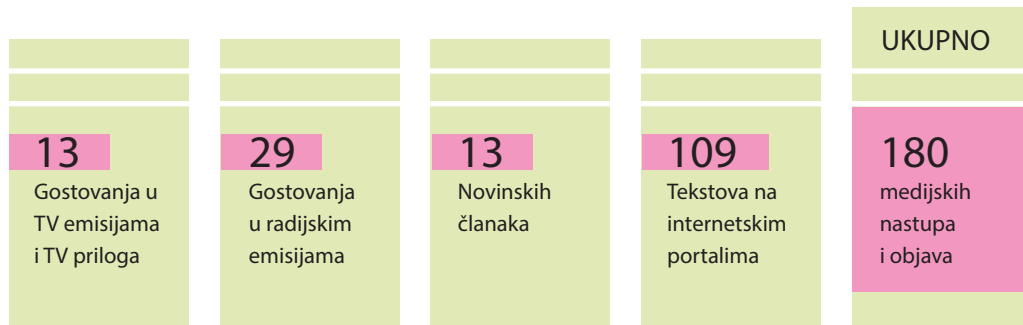 13
Gostovanja u
TV emisijama
i TV priloga
29
Gostovanja
u radijskim
emisijama
13
Novinskih
članaka
109
Tekstova na
internetskim
portalima
UKUPNO
180
medijskih
nastupa
i objava